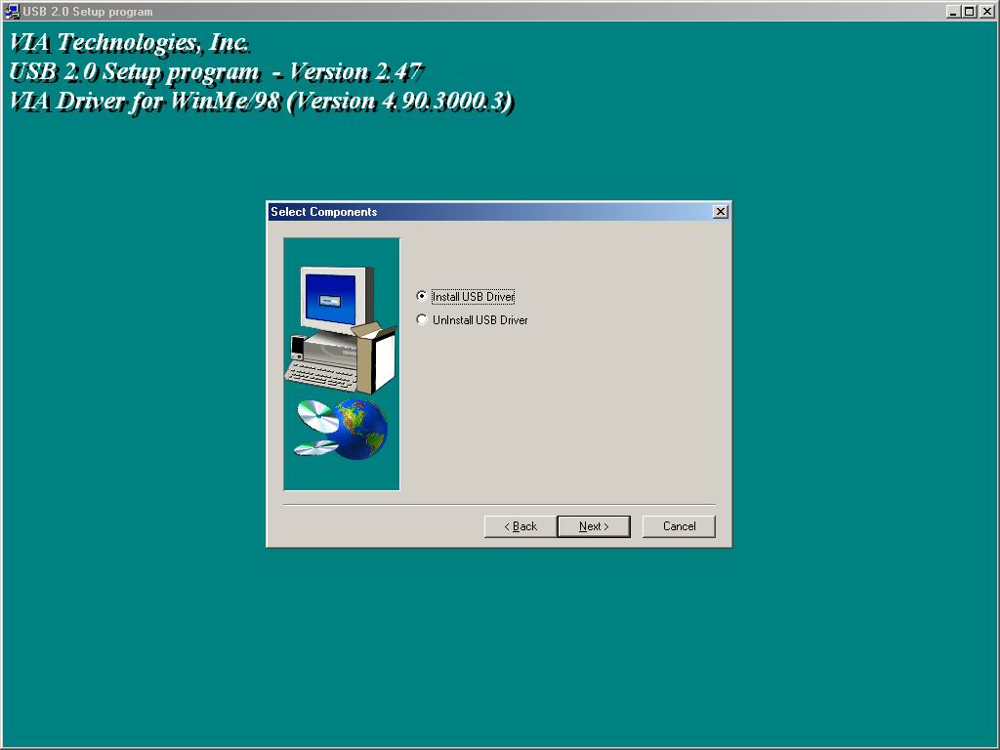 USB 2.0 Setup program
VIA Technologies, Inc.
USB 2.0 Setup program - Version 2.47
VIA Driver for WinMe/98 (Version 4.90.3000.3)
Select Components
Install USB Driver
UnInstall USB Driver
< Back
Next >
Cancel